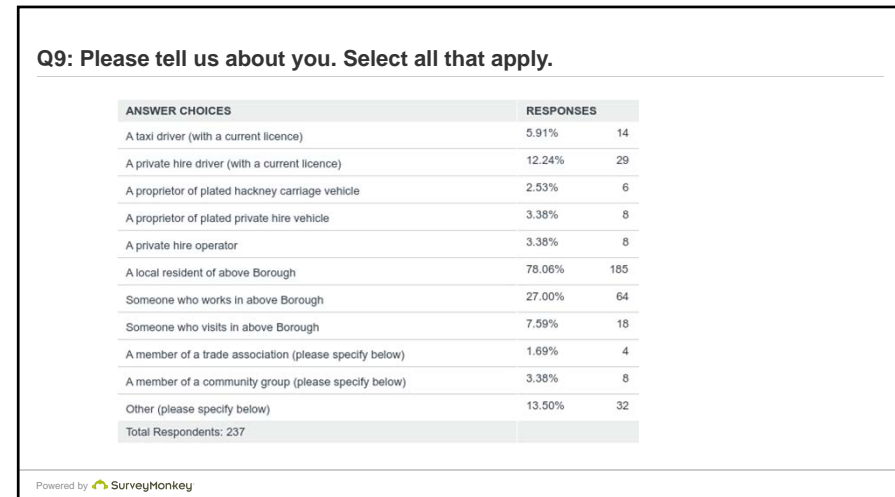 Q9: Please tell us about you. Select all that apply.
ANSWER CHOICES RESPONSES
A taxi driver (with a current licence) 5.91% 14
A private hire driver (with a current licence) 12.24% 29
A proprietor of plated hackney carriage vehicle 2.53% 6
A proprietor of plated private hire vehicle 3.38% 8
A private hire operator 3.38% 8
A local resident of above Borough 78.06% 185
Someone who works in above Borough 27.00% 64
Someone who visits in above Borough 7.59% 18
A member of a trade association (please specify below) 1.69% 4
A member of a community group (please specify below) 3.38% 8
Other (please specify below) 13.50% 32
Total Respondents: 237
Powered by SurveyMonkey